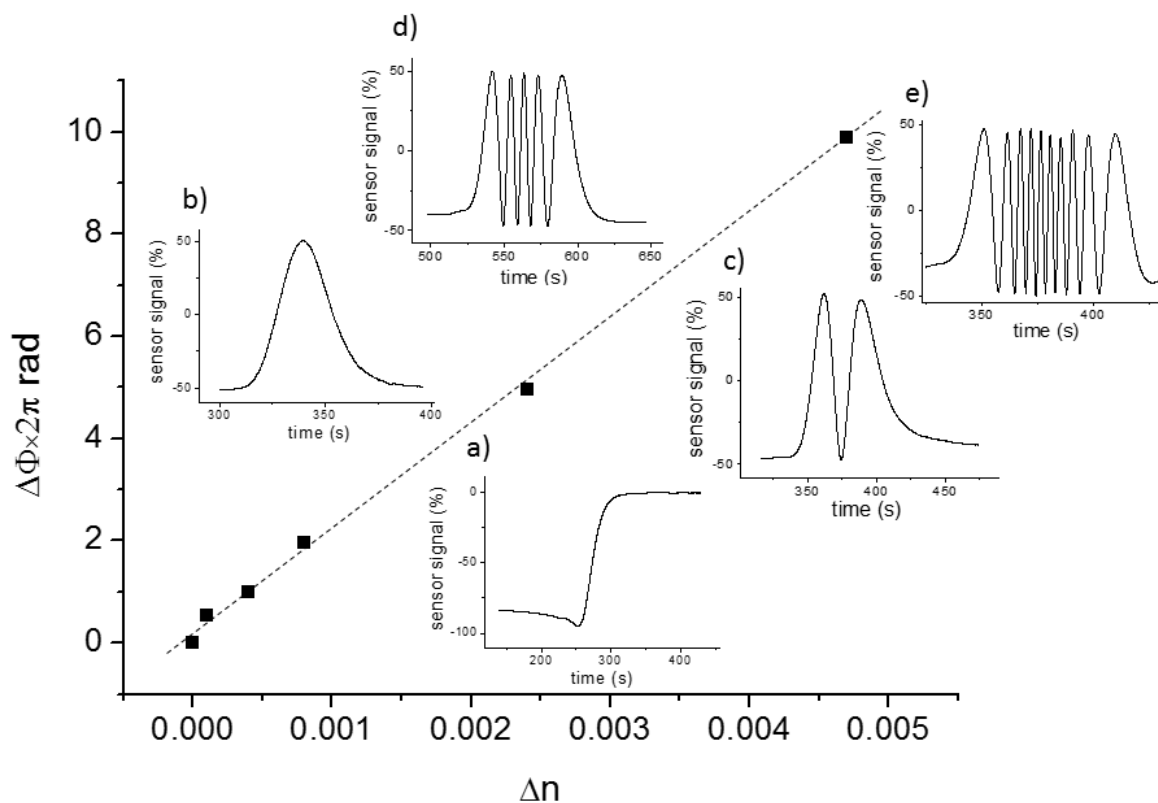 d)
50
0
-50
sensor signal (%)
500
550
600
650
time (s)
e)
50
0
-50
sensor signal (%)
350
400
time (s)
b)
50
0
-50
sensor signal (%)
300
350
400
time (s)
c)
50
0
-50
sensor signal (%)
350
400
450
time (s)
a)
0
-50
-100
sensor signal (%)
200
300
400
time (s)
10
8
6
4
2
0
ΔΦ×2π rad
0.000
0.001
0.002
0.003
0.004
0.005
Δn